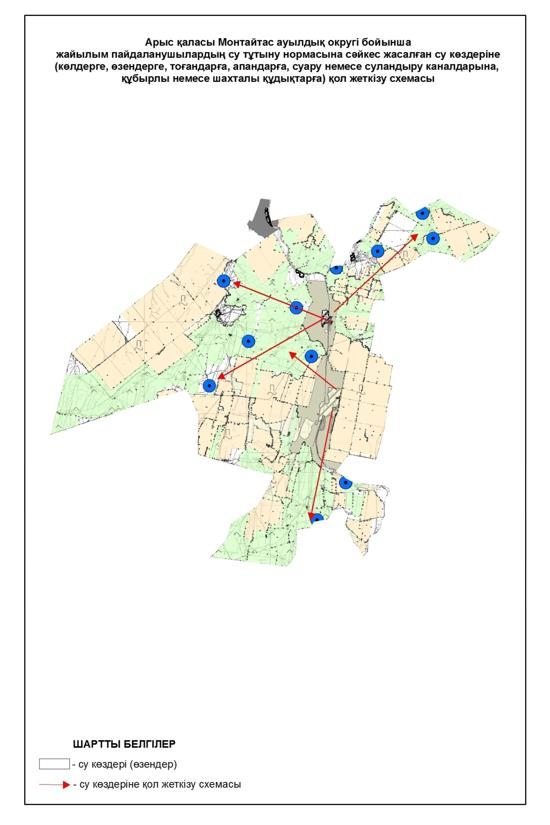 Арыс қаласы Монтайтас ауылдық округі бойынша
жайылым пайдаланушылардың су тұтыну нормасына сәйкес жасалған су көздеріне
(көлдерге, өзендерге, тоғандарға, апандарға, суару немесе суландыру каналдарына,
құбырлы немесе шахталы құдықтарға) қол жеткізу схемасы
ШАРТТЫ БЕЛГІЛЕР
- су көздері (өзендер)
- су көздеріне қол жеткізу схемасы